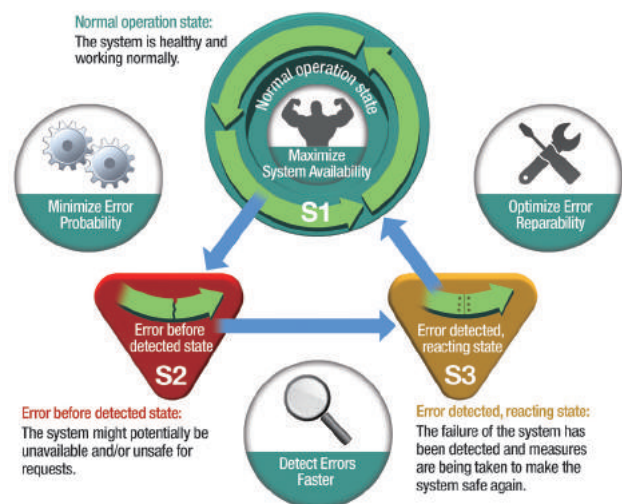 Normal operation state:
The system is healthy and
working normally.
Normal operation state
Maximize
System Availability
S1
Minimize Error
Probability
Optimize Error
Reparability
Error before
detected state
S2
Error detected,
reacting state
S3
Error before detected state:
The system might potentially be
unavailable and/or unsafe for
requests.
Detect Errors
Faster
Error detected, reacting state:
The failure of the system has
been detected and measures
are being taken to make the
system safe again.